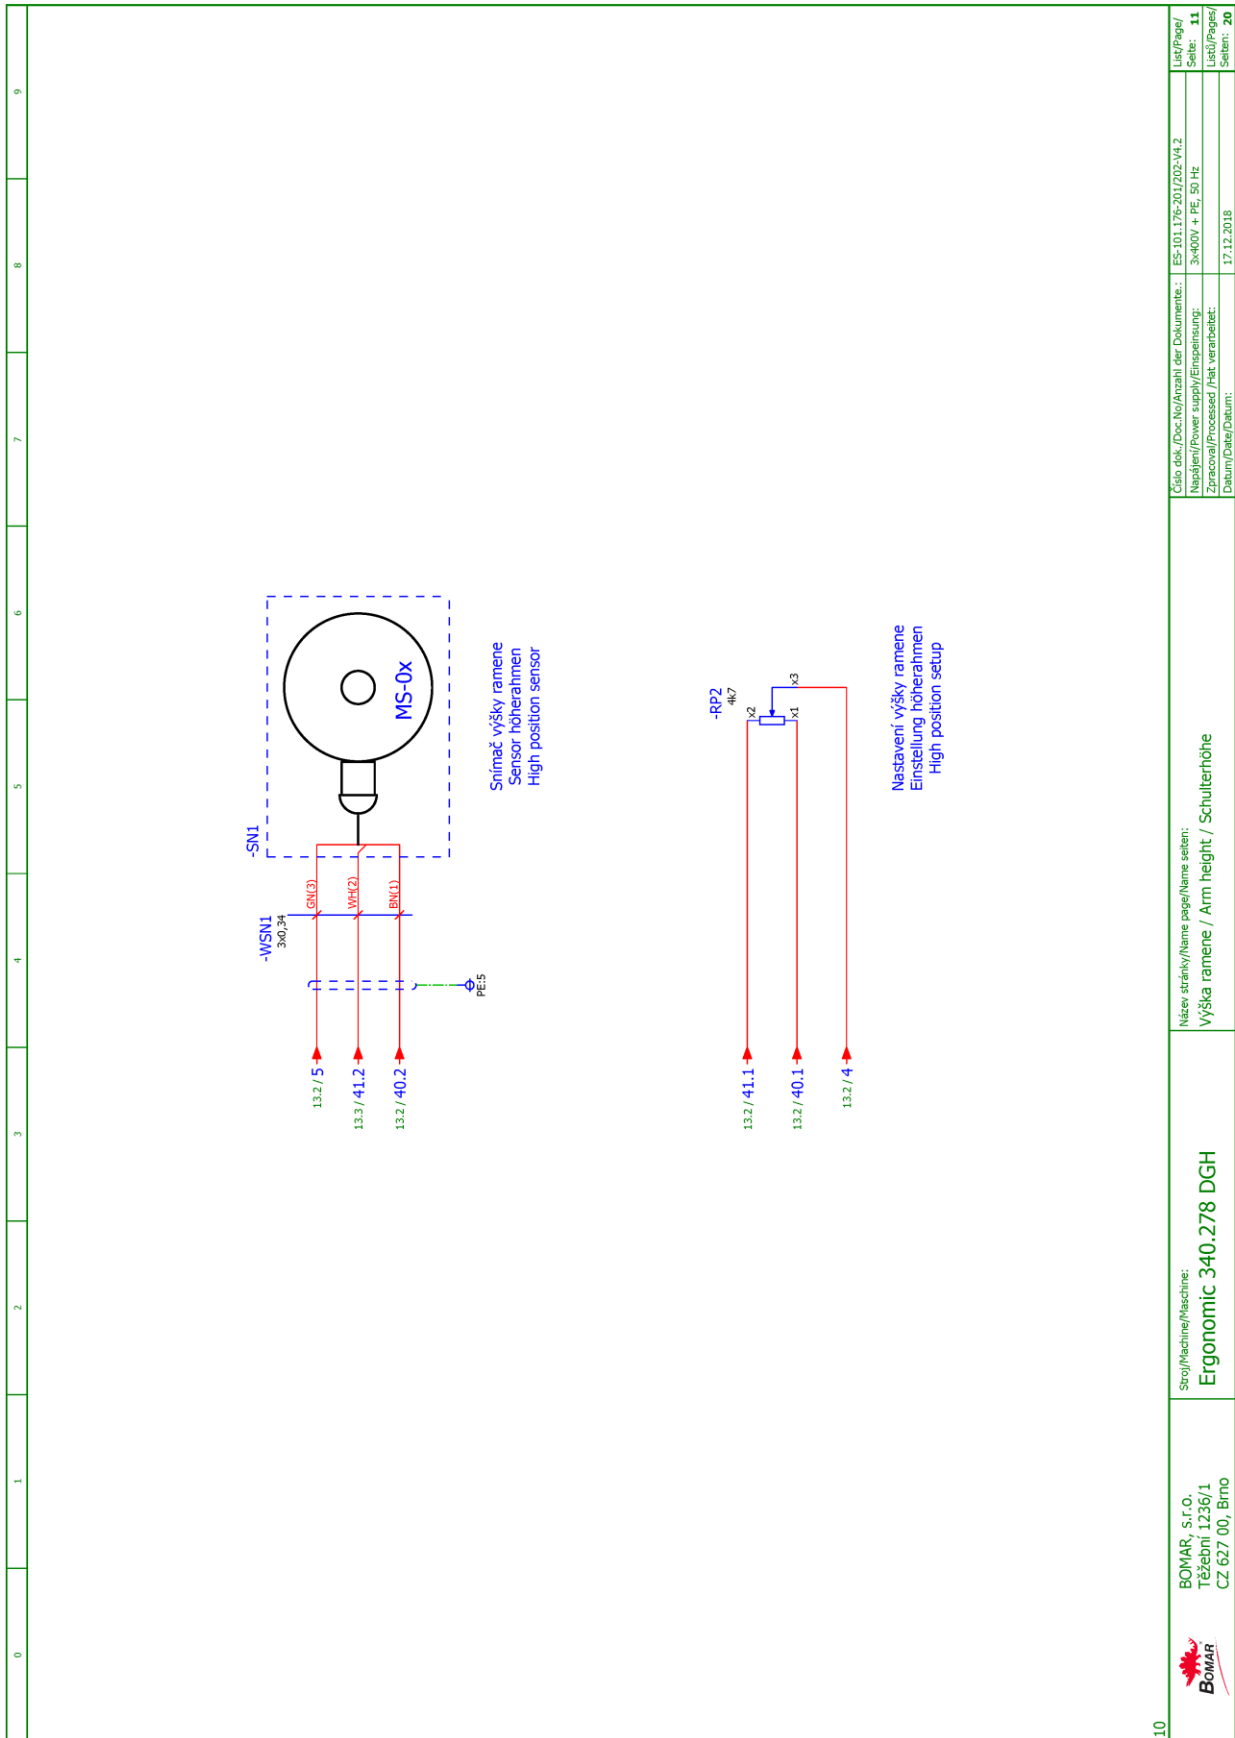 0
1
2
3
4
5
6
7
8
9
-SN1
MS-0x
-WSN1
3x0,34
GN(3)
WH(2)
BN(1)
PE:5
13.2 / 5
13.3 / 41.2
13.2 / 40.2
Snímač výšky ramene
Sensor höherahmen
High position sensor
-RP2
4k7
x2
x1
x3
13.2 / 41.1
13.2 / 40.1
13.2 / 4
Nastavení výšky ramene
Einstellung höherahmen
High position setup
10
BOMAR
BOMAR, s.r.o.
Těžební 1236/1
CZ 627 00, Brno
Stroj/Machine/Maschine:
Ergonomic 340.278 DGH
Název stránky/Name page/Name seiten:
Výška ramene / Arm height / Schulterhöhe
Číslo dok./Doc.No/Anzahl der Dokumente.: ES-101.176-201/202-V4.2
Napájení/Power supply/Einspeinsung: 3x400V + PE, 50 Hz
Zpracoval/Processed /Hat verarbeitet:
Datum/Date/Datum: 17.12.2018
List/Page/
Seite: 11
Listů/Pages/
Seiten: 20